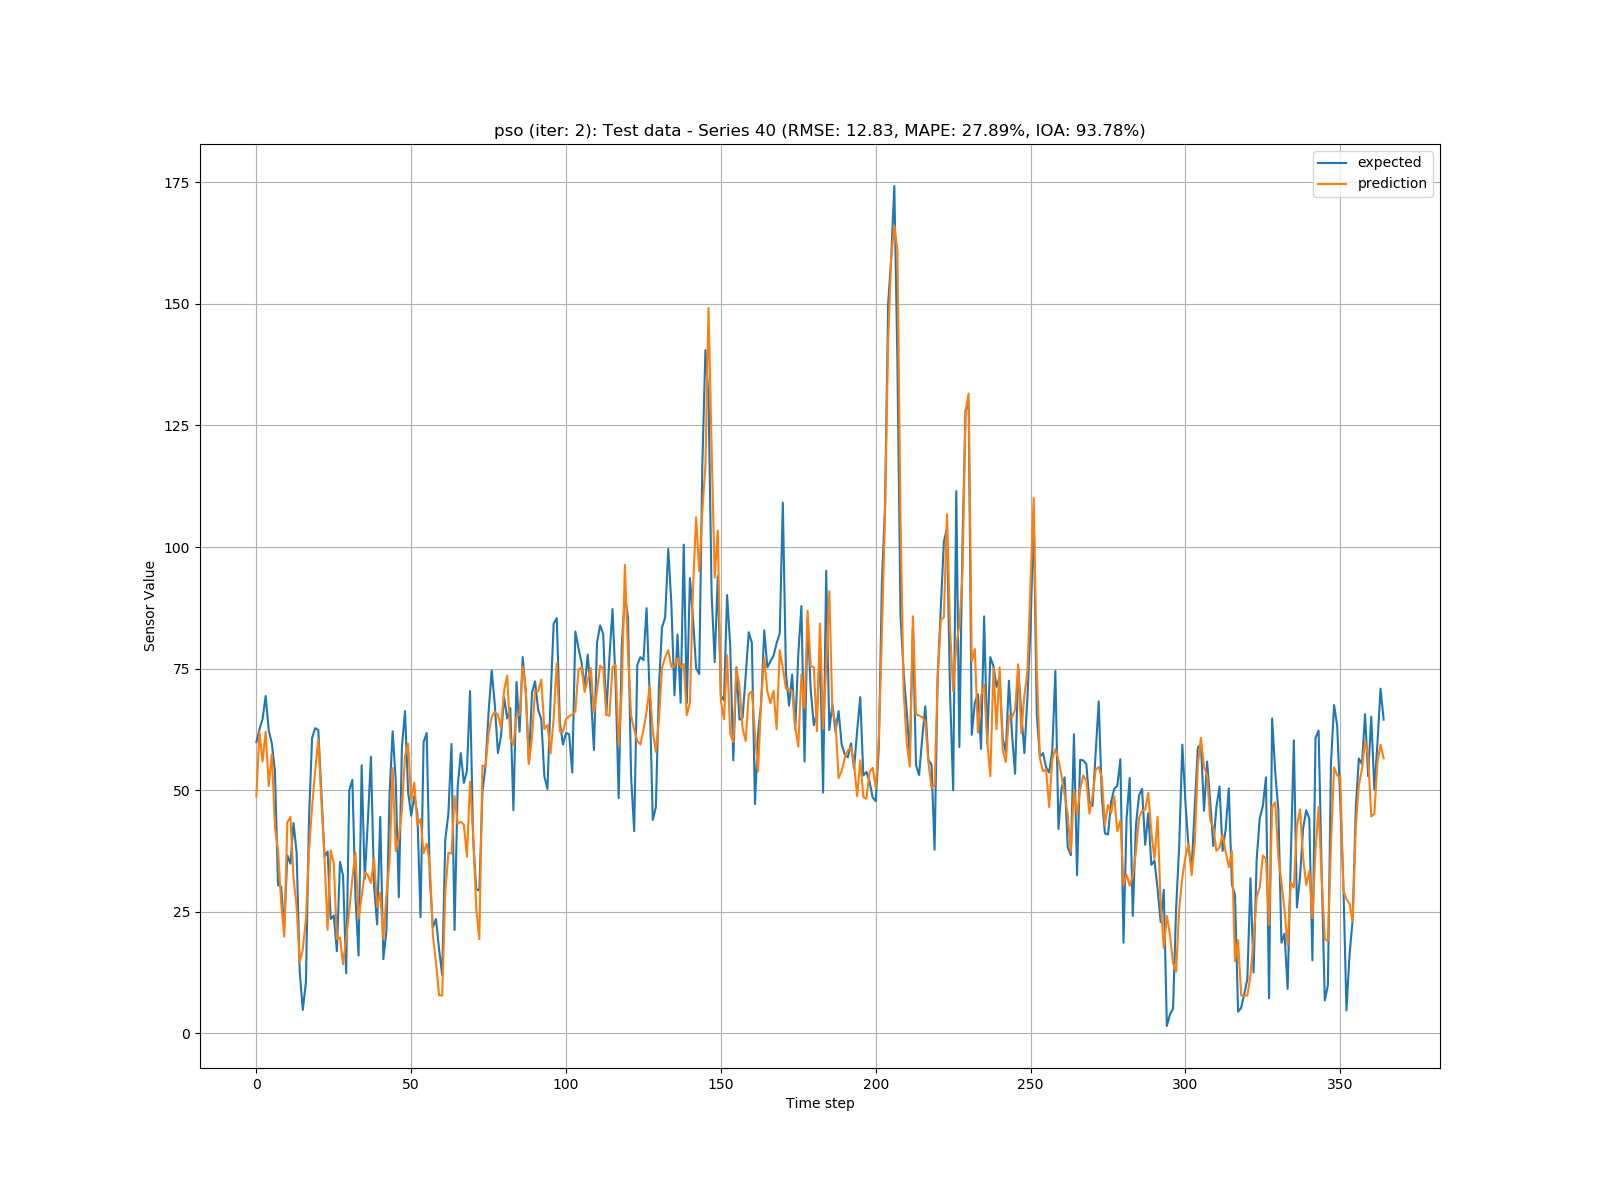 pso (iter: 2): Test data - Series 40 (RMSE: 12.83, MAPE: 27.89%, IOA: 93.78%)
expected
prediction
Sensor Value
175
150
125
100
75
50
25
0
0 50 100 150 200 250 300 350
Time step